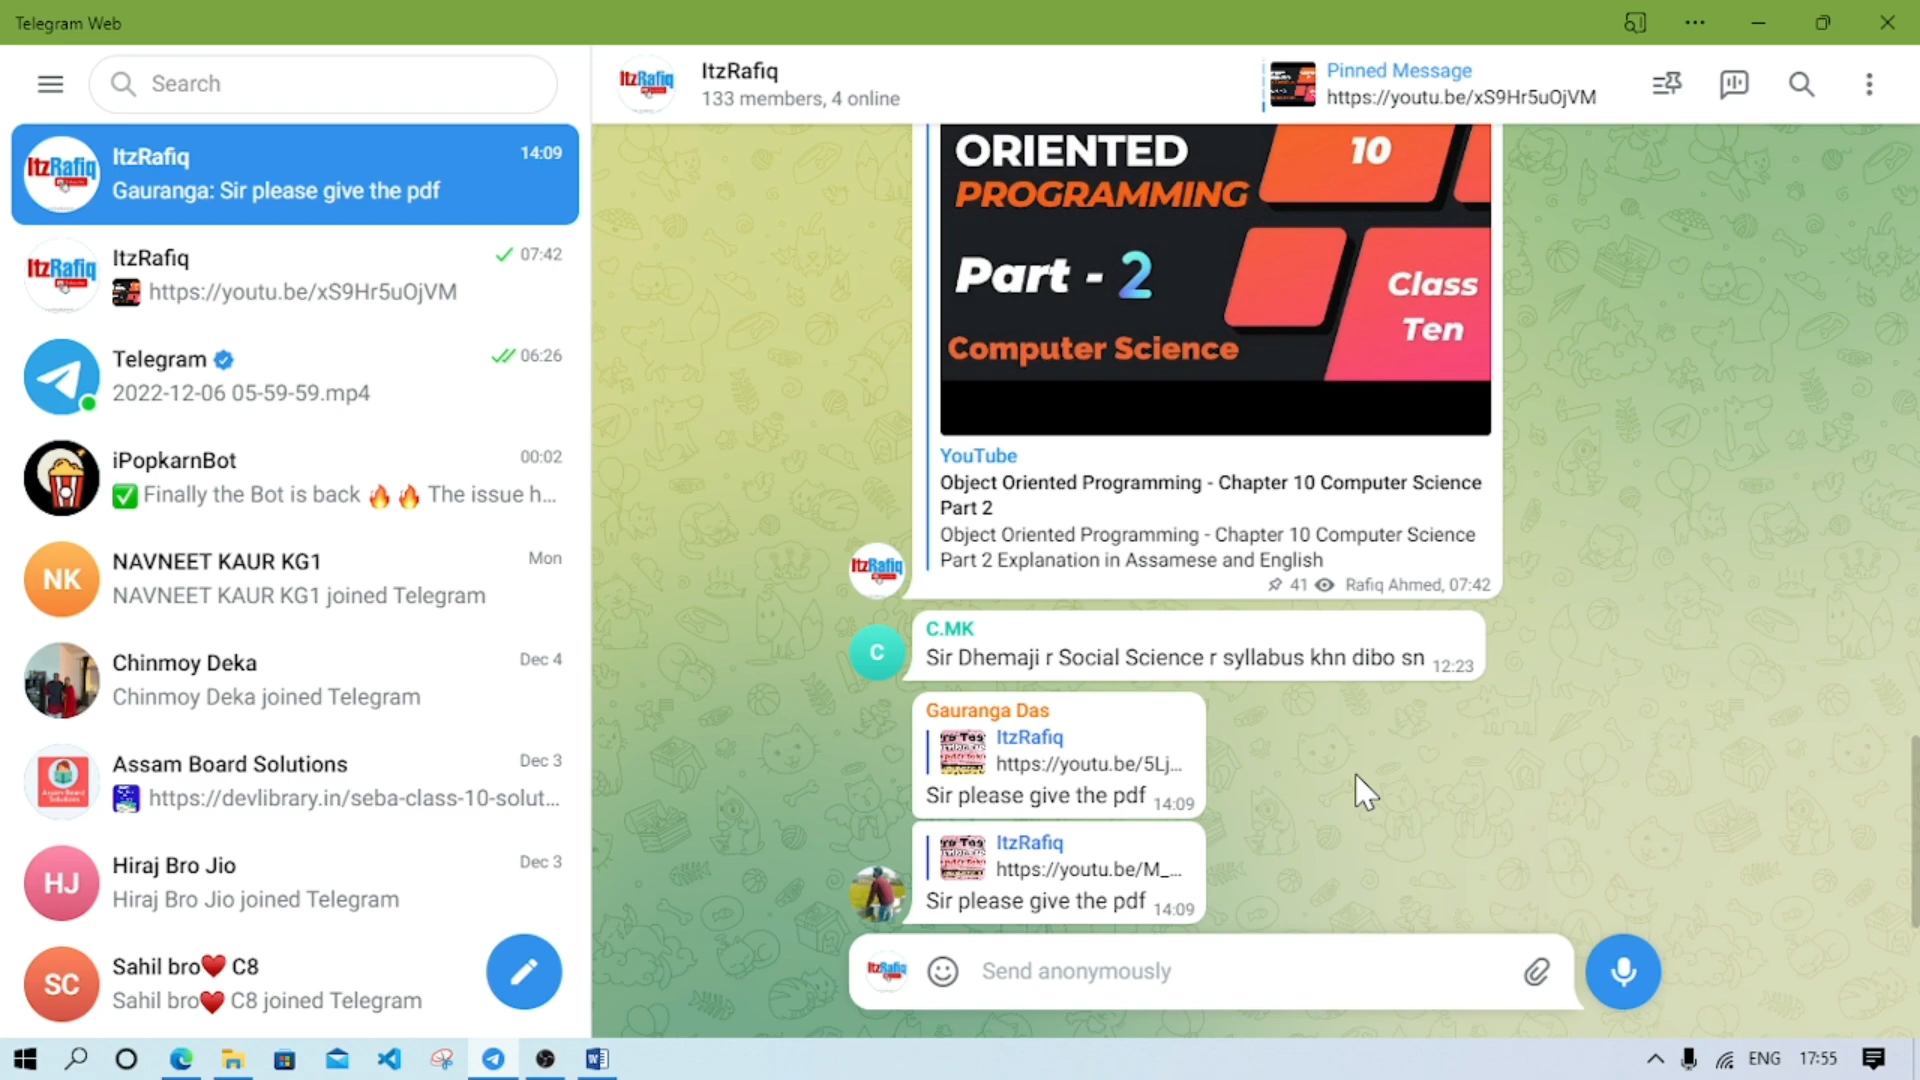 Telegram Web
Search
ItzRafiq
14:09
Gauranga: Sir please give the pdf
ItzRafiq
07:42
https://youtu.be/xS9Hr5uOjVM
Telegram
06:26
2022-12-06 05-59-59.mp4
iPopkarnBot
00:02
✅ Finally the Bot is back 🔥🔥 The issue h...
NK
NAVNEET KAUR KG1
Mon
NAVNEET KAUR KG1 joined Telegram
Chinmoy Deka
Dec 4
Chinmoy Deka joined Telegram
Assam Board Solutions
Dec 3
https://devlibrary.in/seba-class-10-solut...
HJ
Hiraj Bro Jio
Dec 3
Hiraj Bro Jio joined Telegram
SC
Sahil bro♥️ C8
Sahil bro♥️ C8 joined Telegram
ItzRafiq
ItzRafiq
133 members, 4 online
Pinned Message
https://youtu.be/xS9Hr5uOjVM
ORIENTED
PROGRAMMING
10
Part - 2
Class
Ten
Computer Science
YouTube
Object Oriented Programming - Chapter 10 Computer Science
Part 2
Object Oriented Programming - Chapter 10 Computer Science
Part 2 Explanation in Assamese and English
41 Rafiq Ahmed, 07:42
ItzRafiq
C.MK
C
Sir Dhemaji r Social Science r syllabus khn dibo sn 12:23
Gauranga Das
ItzRafiq
https://youtu.be/5Lj...
Sir please give the pdf 14:09
ItzRafiq
https://youtu.be/M_...
Sir please give the pdf 14:09
ItzRafiq
Send anonymously
ENG 17:55